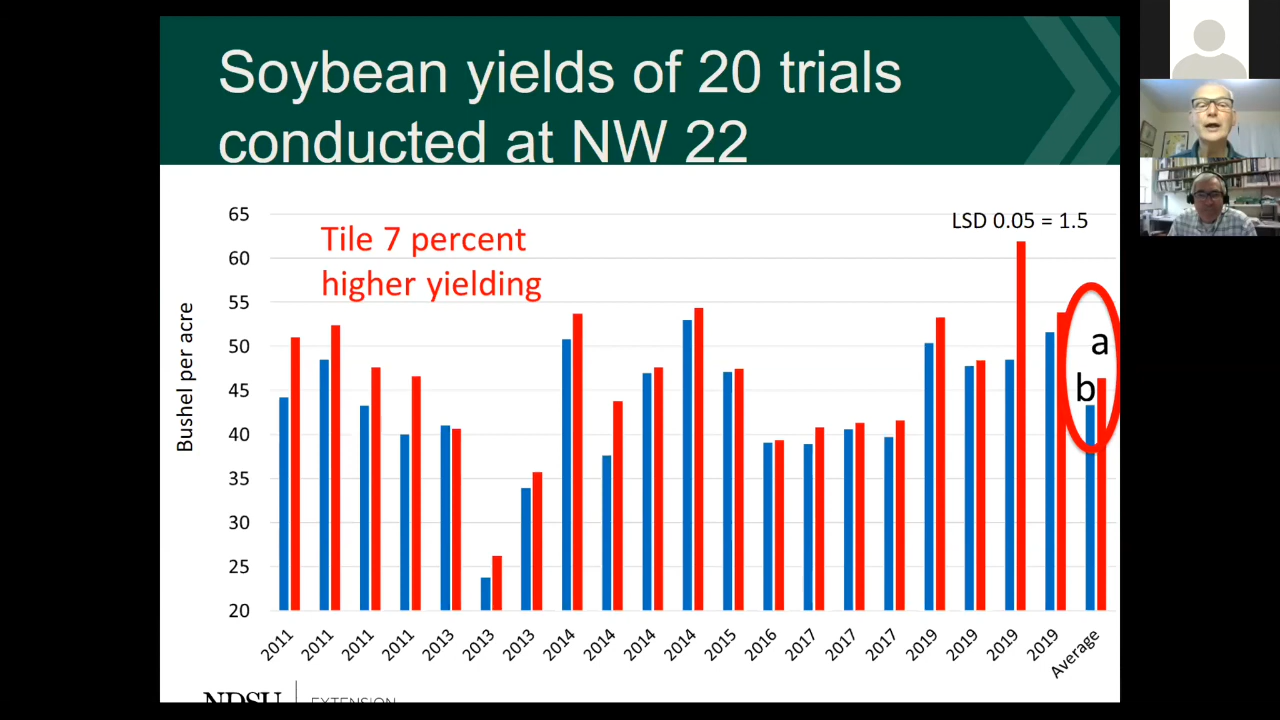 Soybean yields of 20 trials
conducted at NW 22
LSD 0.05 = 1.5
Tile 7 percent
higher yielding
Bushel per acre
65
60
55
50
45
40
35
30
25
20
a
b
2011
2011
2011
2011
2013
2013
2013
2014
2014
2014
2014
2015
2016
2017
2017
2017
2019
2019
2019
2019
Average
NDSU
EXTENSION